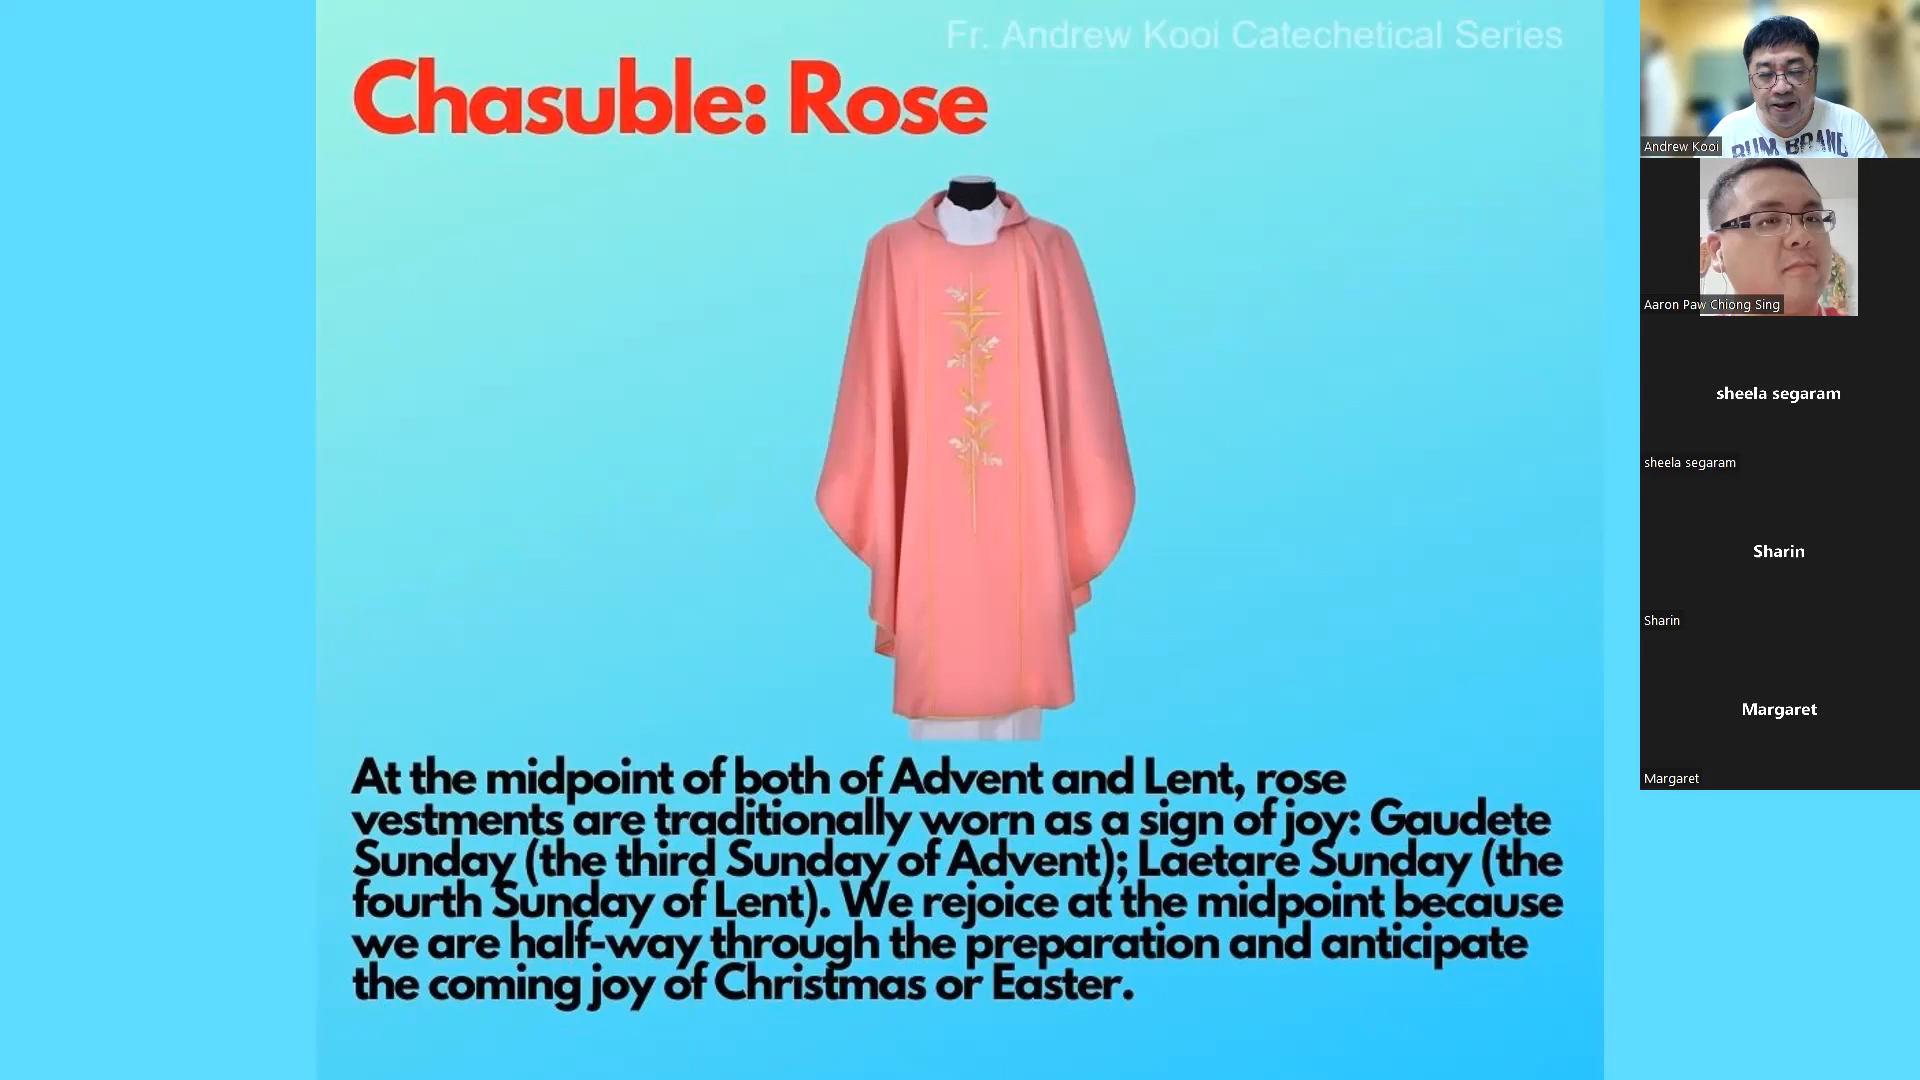 Fr. Andrew Kooi Catechetical Series
Chasuble: Rose
At the midpoint of both of Advent and Lent, rose
vestments are traditionally worn as a sign of joy: Gaudete
Sunday (the third Sunday of Advent); Laetare Sunday (the
fourth Sunday of Lent). We rejoice at the midpoint because
we are half-way through the preparation and anticipate
the coming joy of Christmas or Easter.
BUM BRAND
Andrew Kooi
Aaron Paw Chiong Sing
sheela segaram
sheela segaram
Sharin
Sharin
Margaret
Margaret